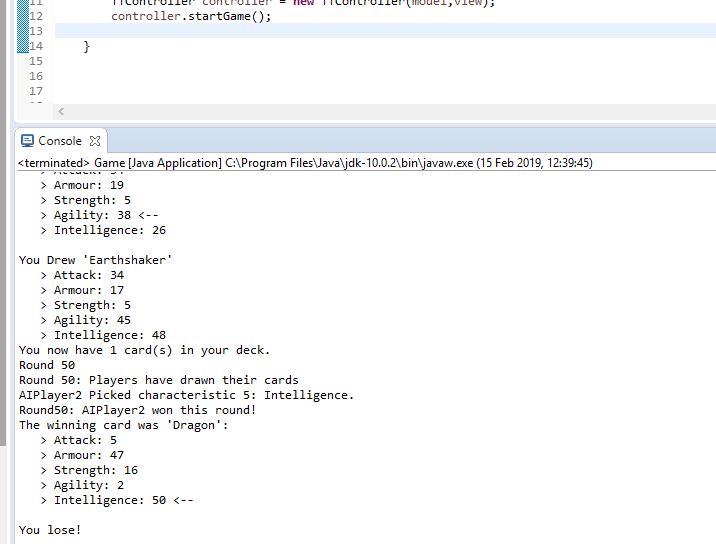 11 TTController controller = new TTController(model,view);
12 controller.startGame();
13
14 }
15
16
17
Console
<terminated> Game [Java Application] C:\Program Files\Java\jdk-10.0.2\bin\javaw.exe (15 Feb 2019, 12:39:45)
> Armour: 19
> Strength: 5
> Agility: 38 <--
> Intelligence: 26
You Drew 'Earthshaker'
> Attack: 34
> Armour: 17
> Strength: 5
> Agility: 45
> Intelligence: 48
You now have 1 card(s) in your deck.
Round 50
Round 50: Players have drawn their cards
AIPlayer2 Picked characteristic 5: Intelligence.
Round50: AIPlayer2 won this round!
The winning card was 'Dragon':
> Attack: 5
> Armour: 47
> Strength: 16
> Agility: 2
> Intelligence: 50 <--
You lose!